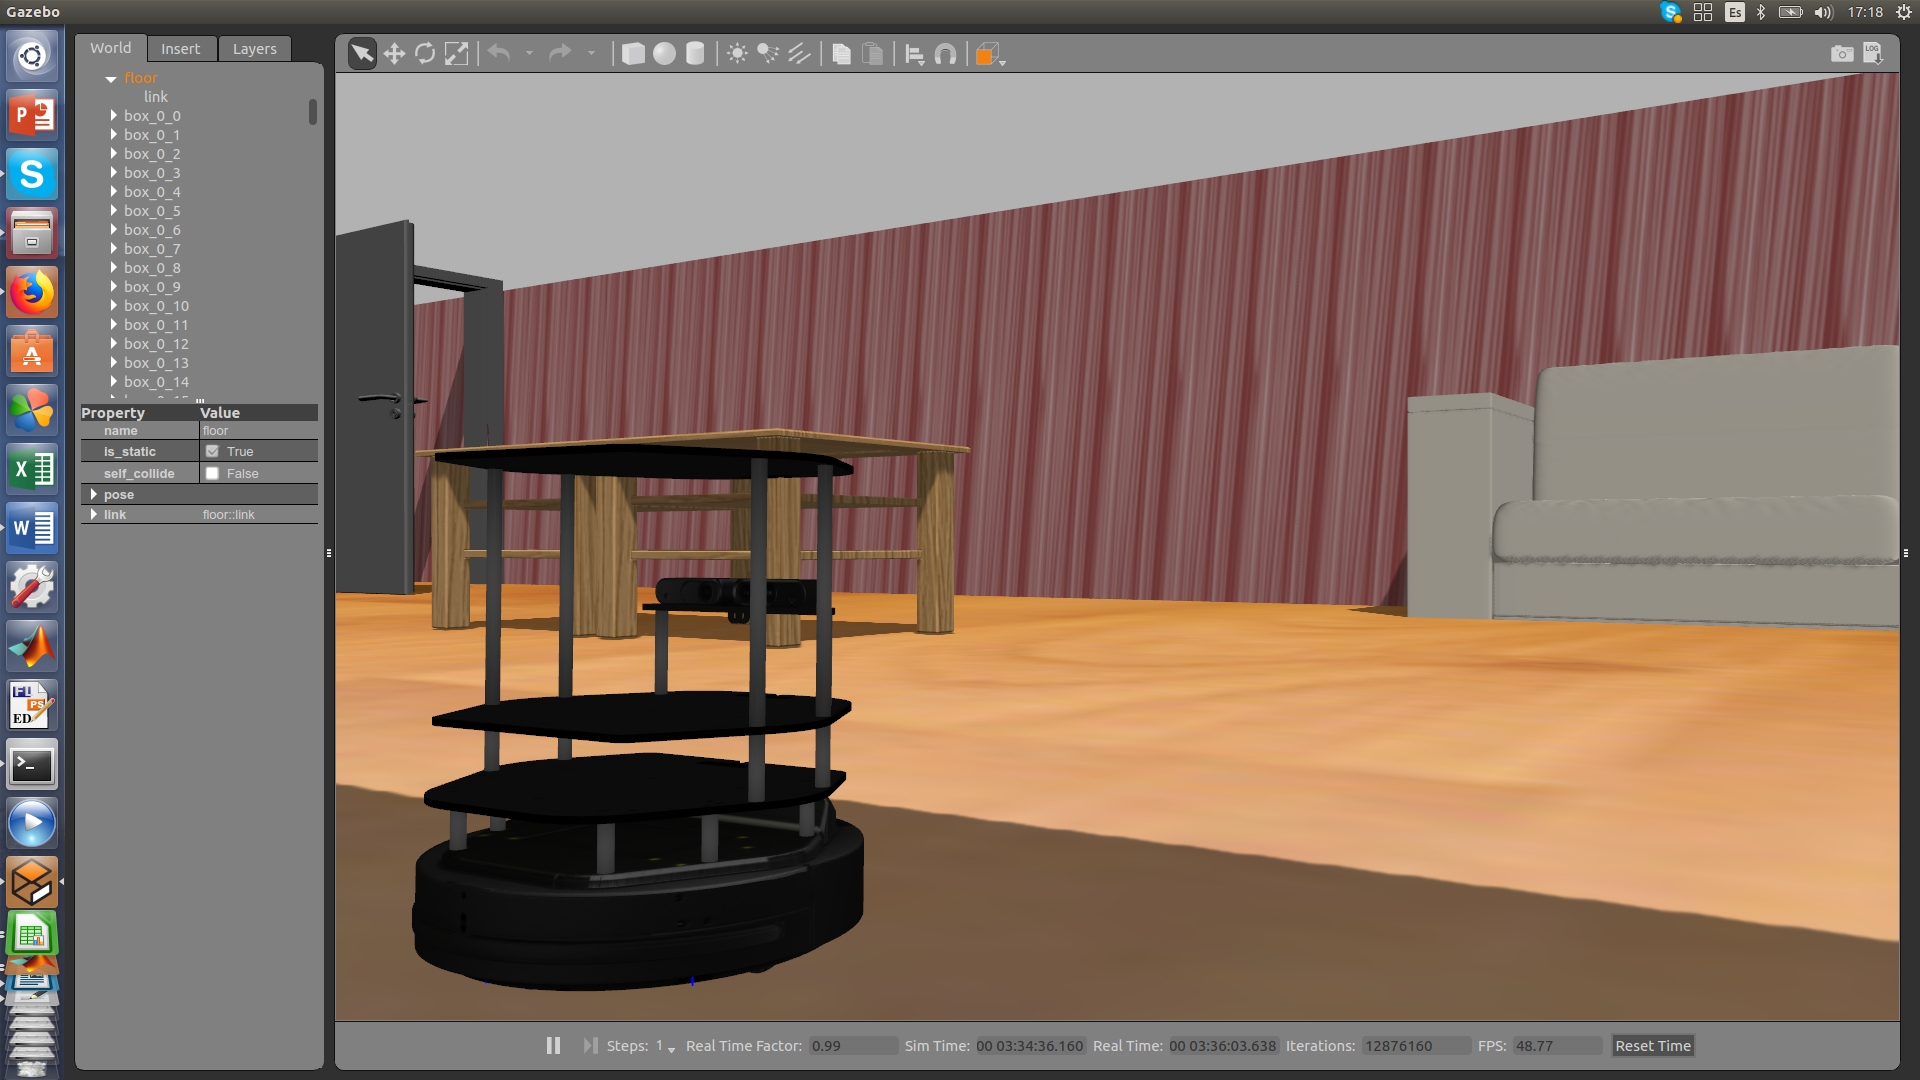 Gazebo
Es
17:18
World
Insert
Layers
LOG
floor
link
box_0_0
box_0_1
box_0_2
box_0_3
box_0_4
box_0_5
box_0_6
box_0_7
box_0_8
box_0_9
box_0_10
box_0_11
box_0_12
box_0_13
box_0_14
Property Value
name floor
is_static True
self_collide False
pose
link floor::link
Steps: 1 Real Time Factor: 0.99 Sim Time: 00 03:34:36.160 Real Time: 00 03:36:03.638 Iterations: 12876160 FPS: 48.77 Reset Time